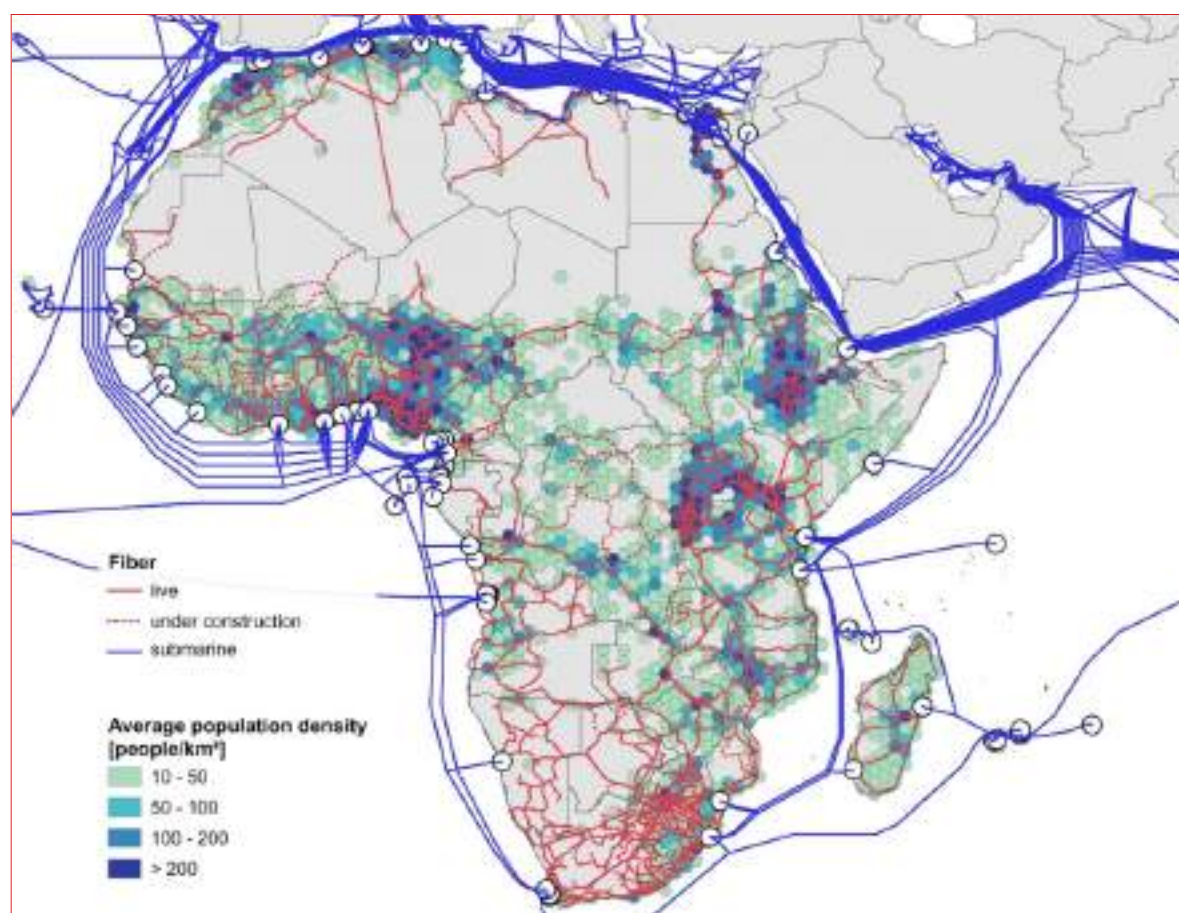 Fiber
live
under construction
submarine
Average population density
[people/km²]
10 - 50
50 - 100
100 - 200
> 200